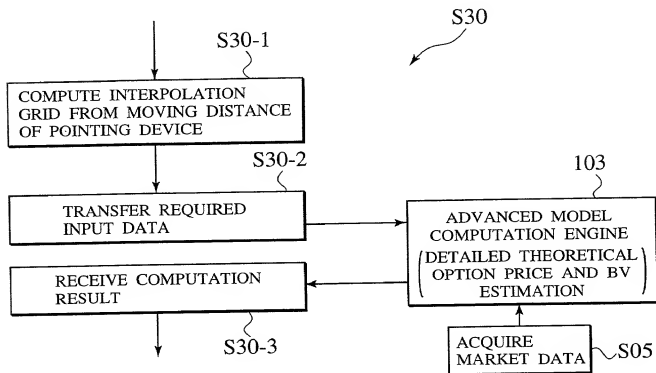 S30
S30-1
COMPUTE INTERPOLATION
GRID FROM MOVING DISTANCE
OF POINTING DEVICE
S30-2
TRANSFER REQUIRED
INPUT DATA
103
ADVANCED MODEL
COMPUTATION ENGINE
(DETAILED THEORETICAL
OPTION PRICE AND BV
ESTIMATION)
RECEIVE COMPUTATION
RESULT
S30-3
ACQUIRE
MARKET DATA
S05